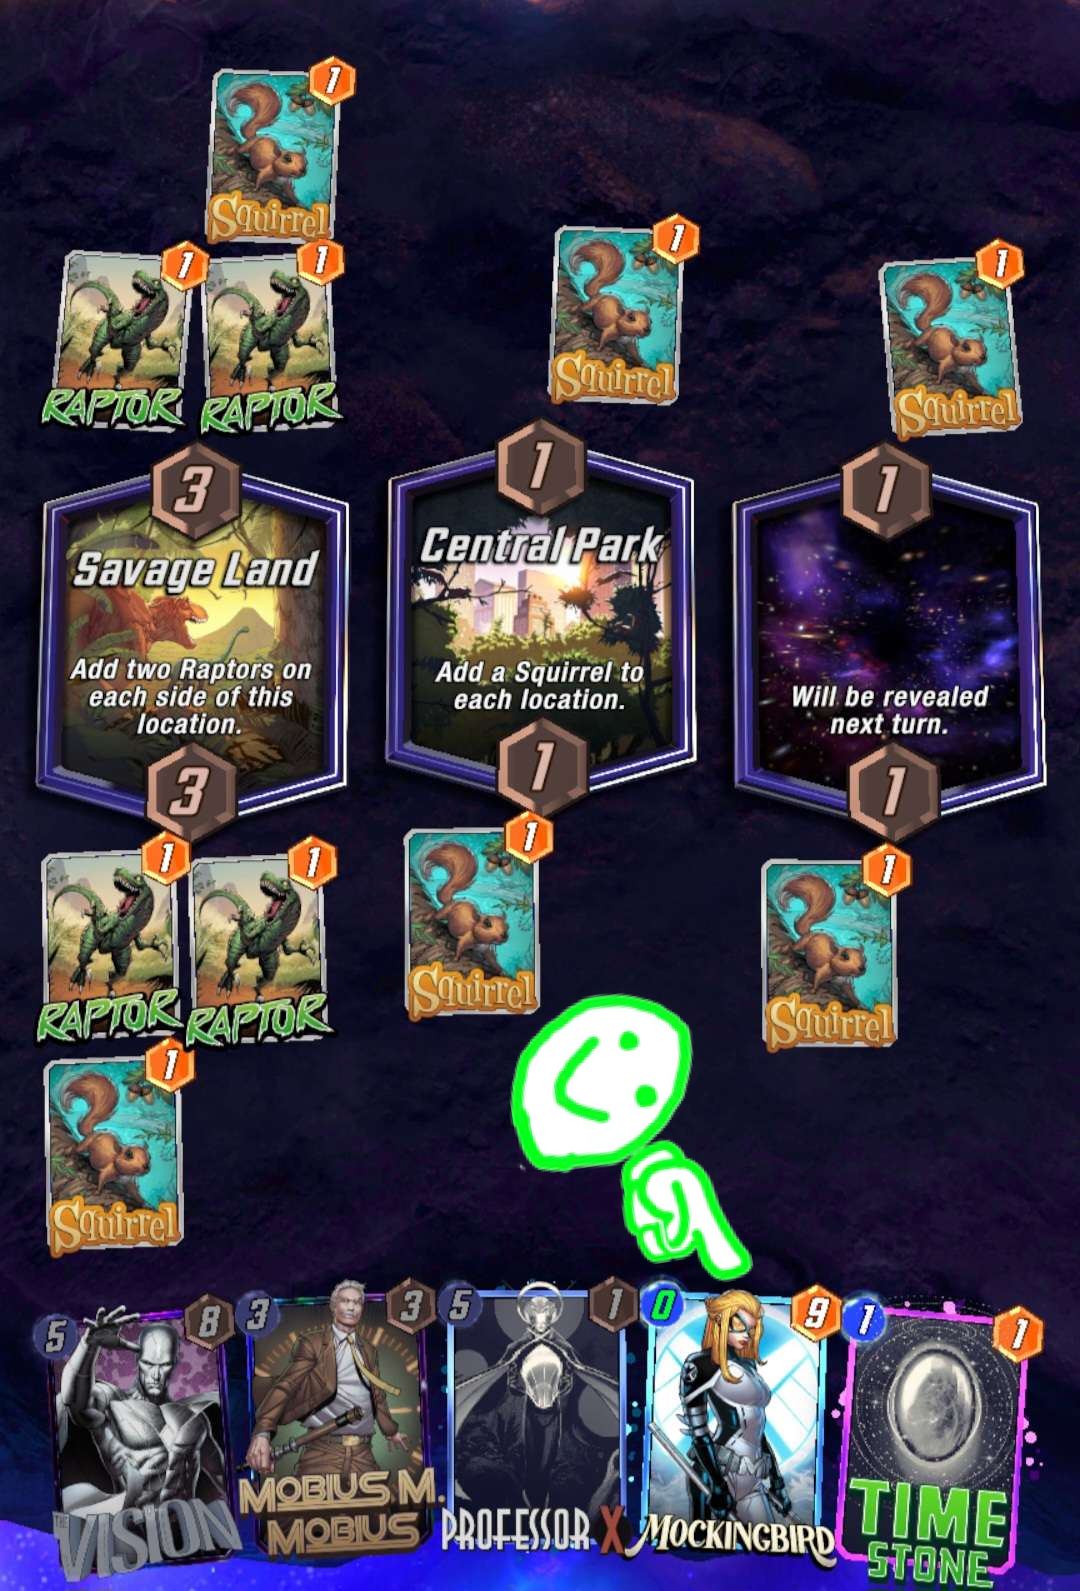 1
Squirrel
1
1
RAPTOR
RAPTOR
1
Squirrel
1
Squirrel
3
Savage Land
Add two Raptors on
each side of this
location.
3
1
Central Park
Add a Squirrel to
each location.
1
1
Will be revealed
next turn.
1
1
1
RAPTOR
RAPTOR
1
Squirrel
1
Squirrel
1
Squirrel
5
8
THE
VISION
3
3
MOBIUS M.
MOBIUS
5
1
PROFESSOR X
0
9
MOCKINGBIRD
1
1
TIME
STONE